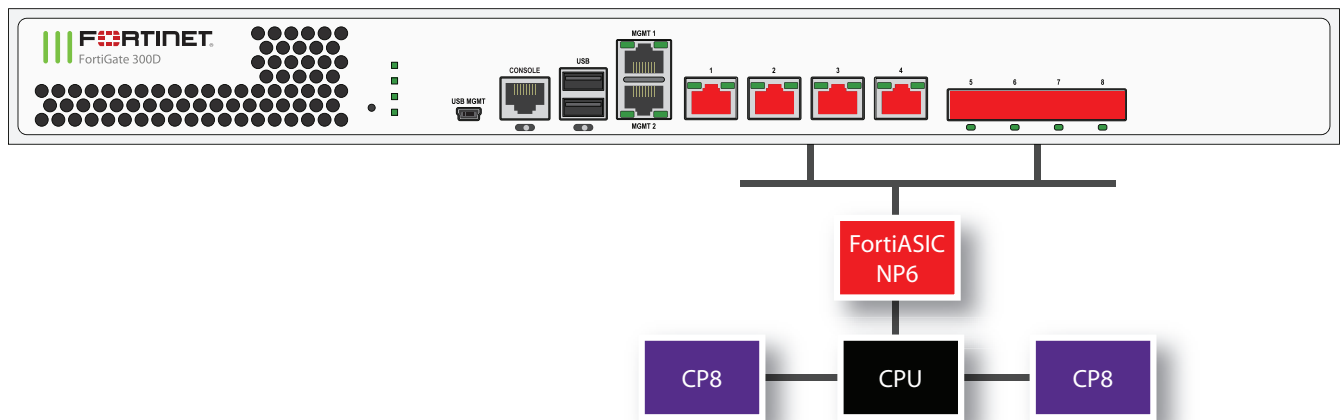 FORTINET
FortiGate 300D
USB MGMT
CONSOLE
USB
MGMT 1
MGMT 2
1 2 3 4
5 6 7 8
FortiASIC
NP6
CP8 CPU CP8